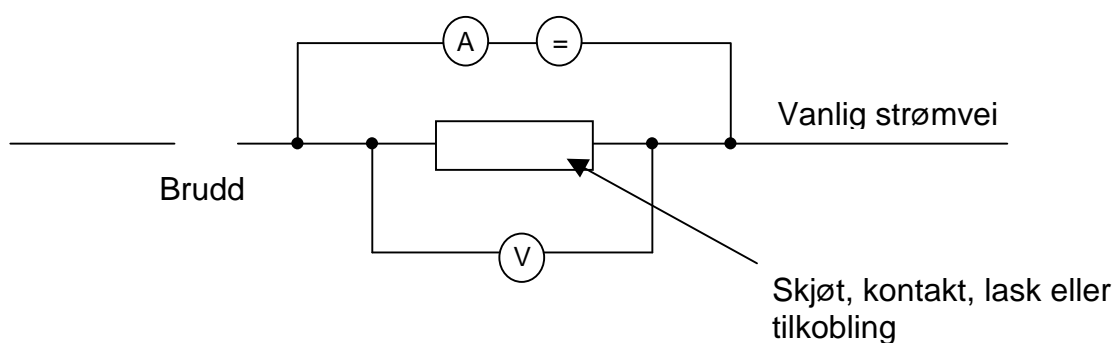 A =
Vanlig strømvei
Brudd
V
Skjøt, kontakt, lask eller
tilkobling